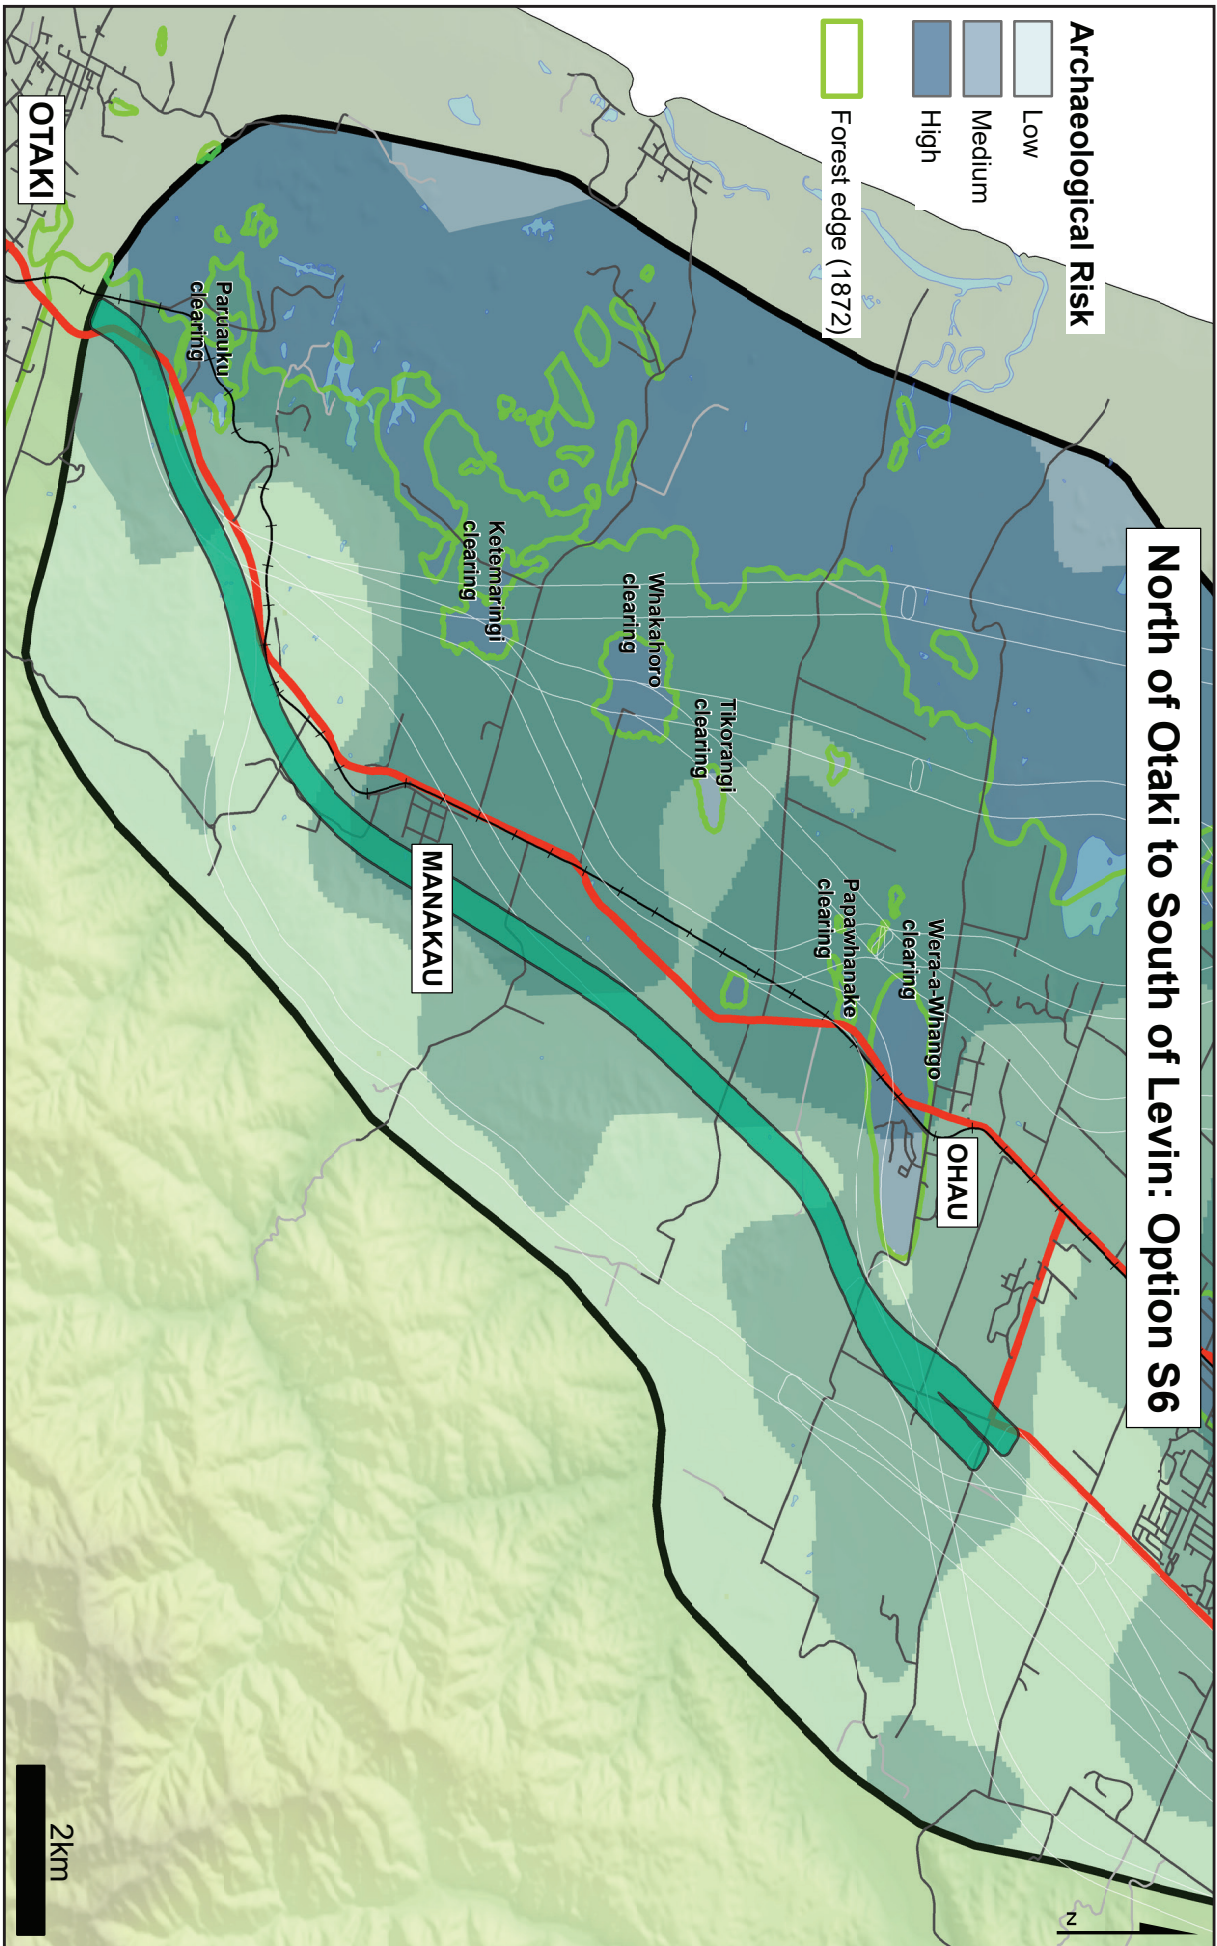 North of Otaki to South of Levin: Option S6
Archaeological Risk
Low
Medium
High
Forest edge (1872)
OTAKI
Paruauku
clearing
Ketemaringi
clearing
Whakahoro
clearing
Tikorangi
clearing
Papawhanake
clearing
Wera-a-Whango
clearing
MANAKAU
OHAU
N
2km